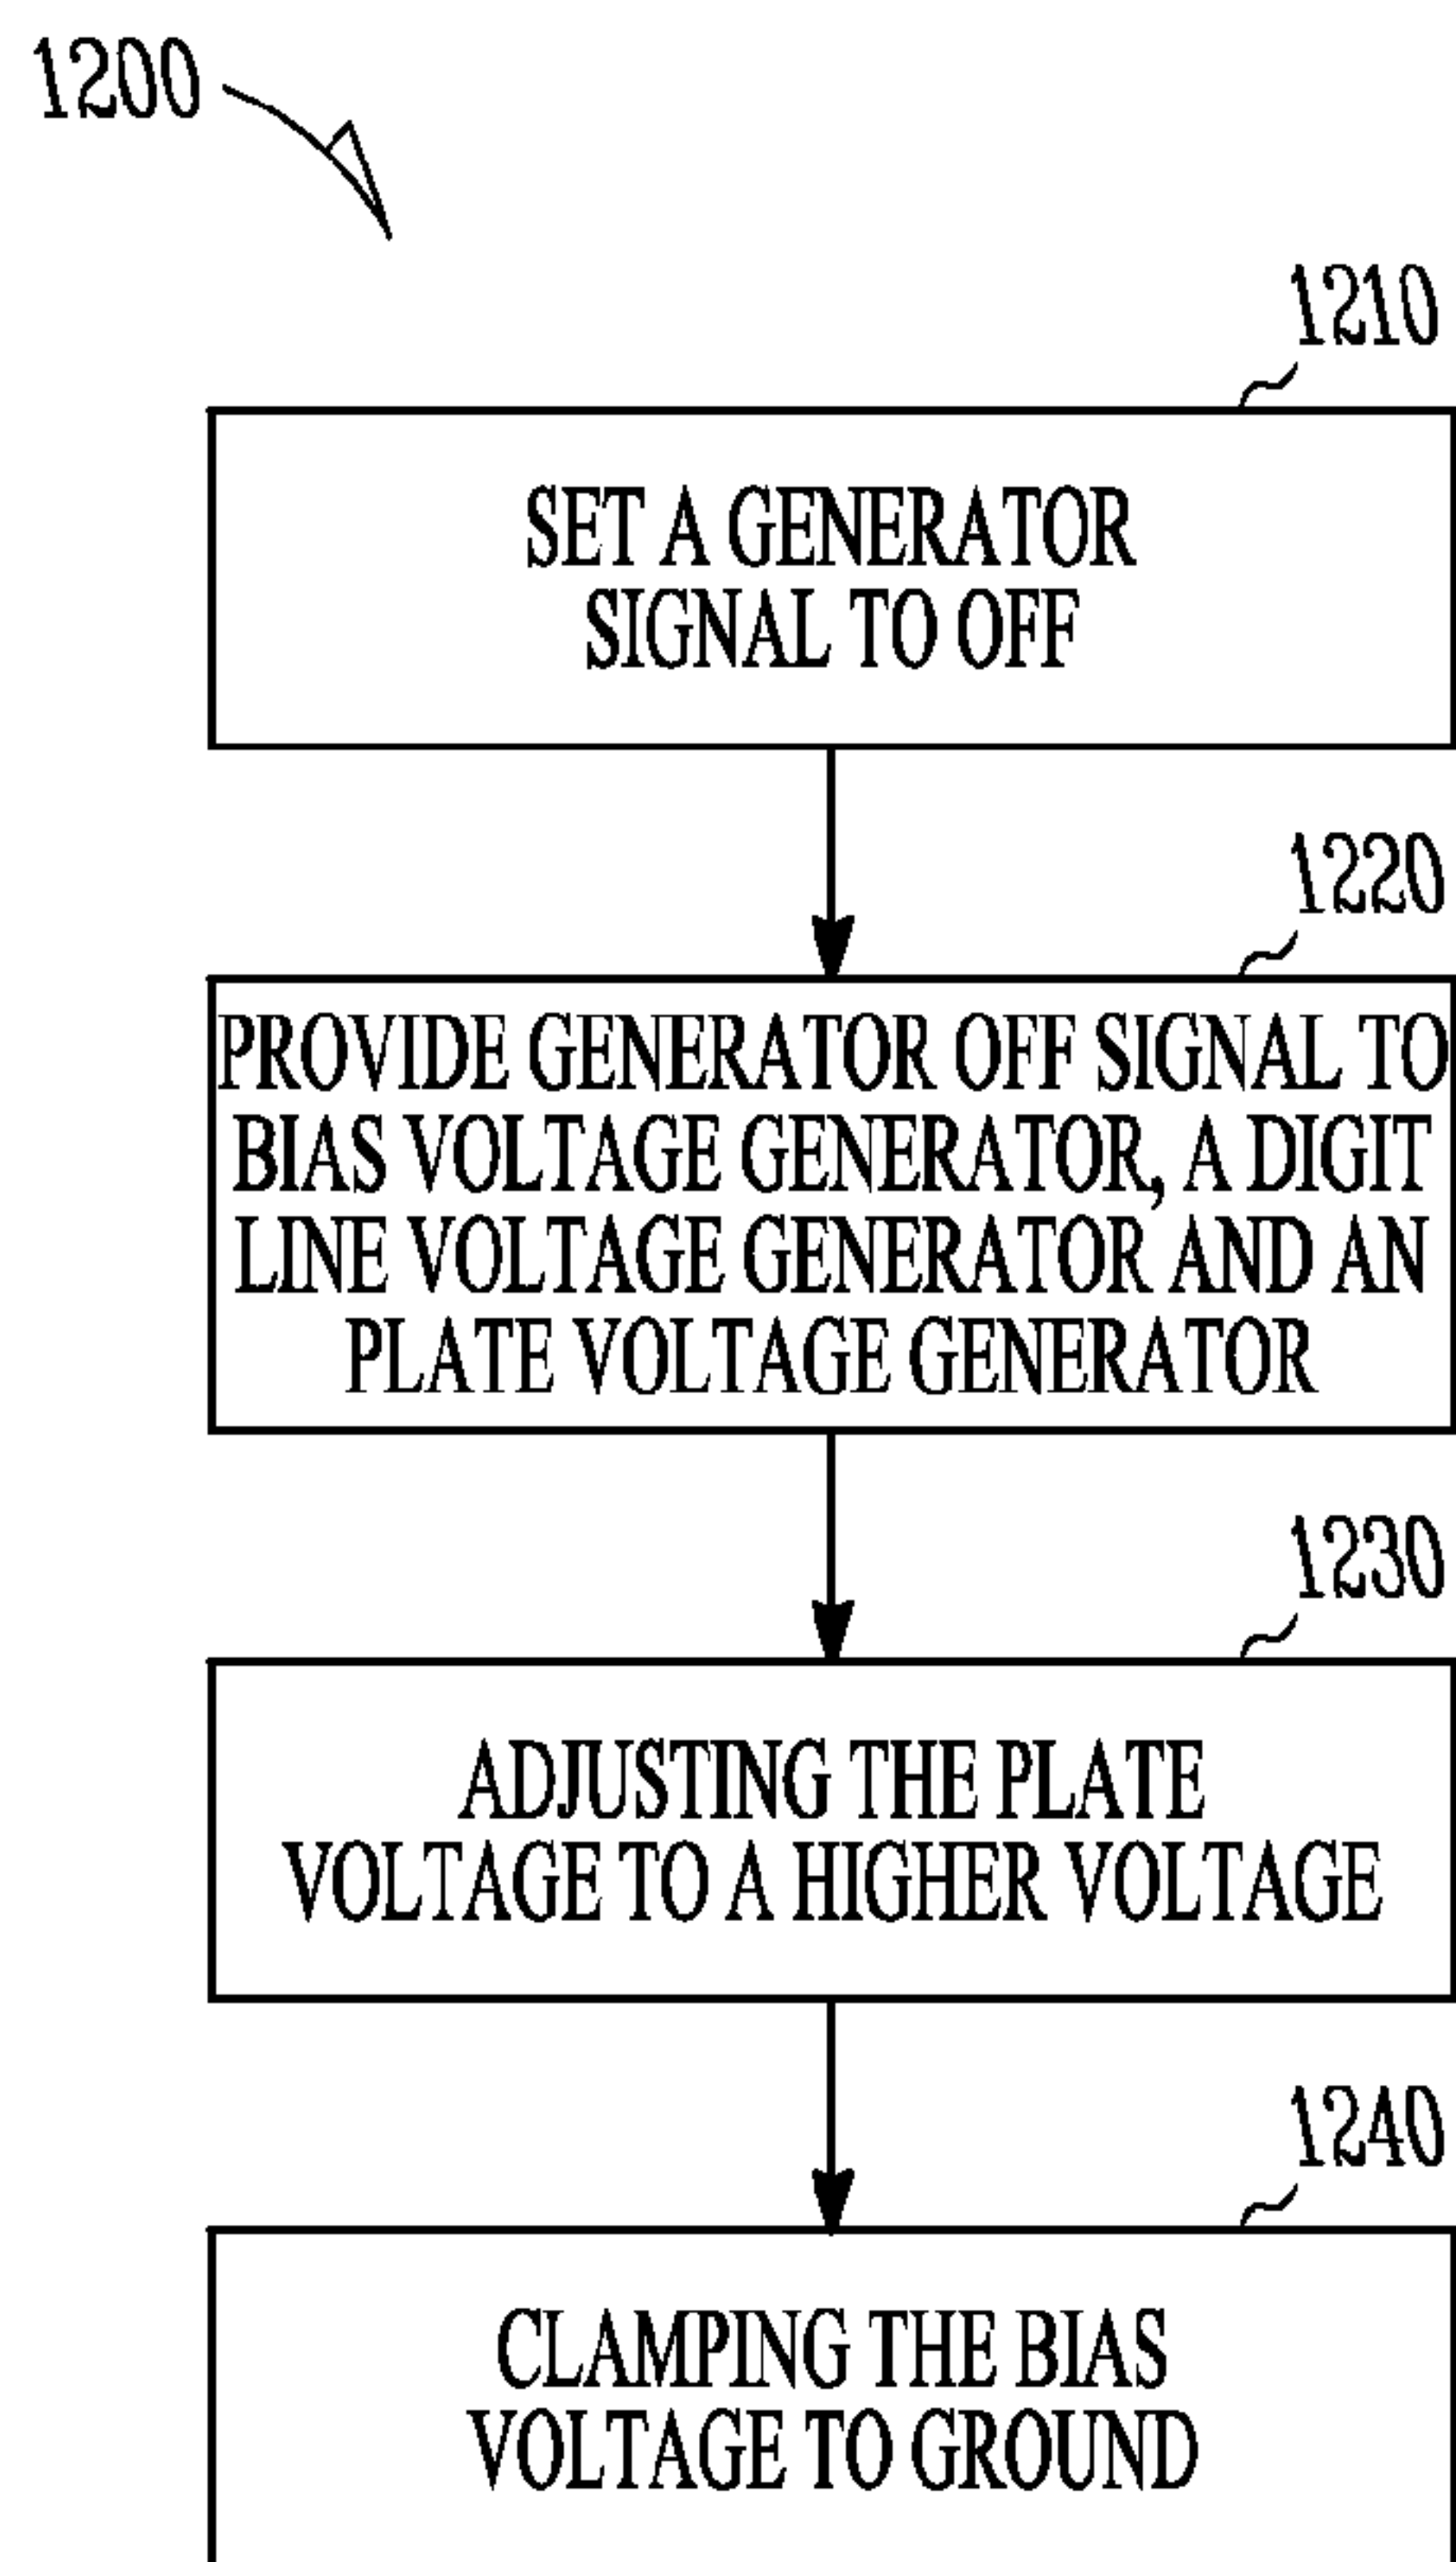 1200
1210
SET A GENERATOR
SIGNAL TO OFF
1220
PROVIDE GENERATOR OFF SIGNAL TO
BIAS VOLTAGE GENERATOR, A DIGIT
LINE VOLTAGE GENERATOR AND AN
PLATE VOLTAGE GENERATOR
1230
ADJUSTING THE PLATE
VOLTAGE TO A HIGHER VOLTAGE
1240
CLAMPING THE BIAS
VOLTAGE TO GROUND